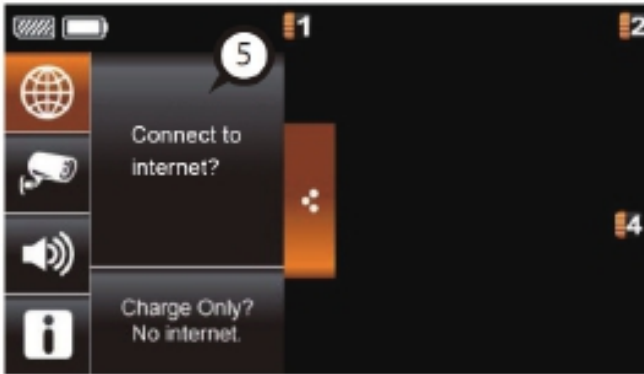 1
2
5
Connect to
internet?
4
Charge Only?
No internet.